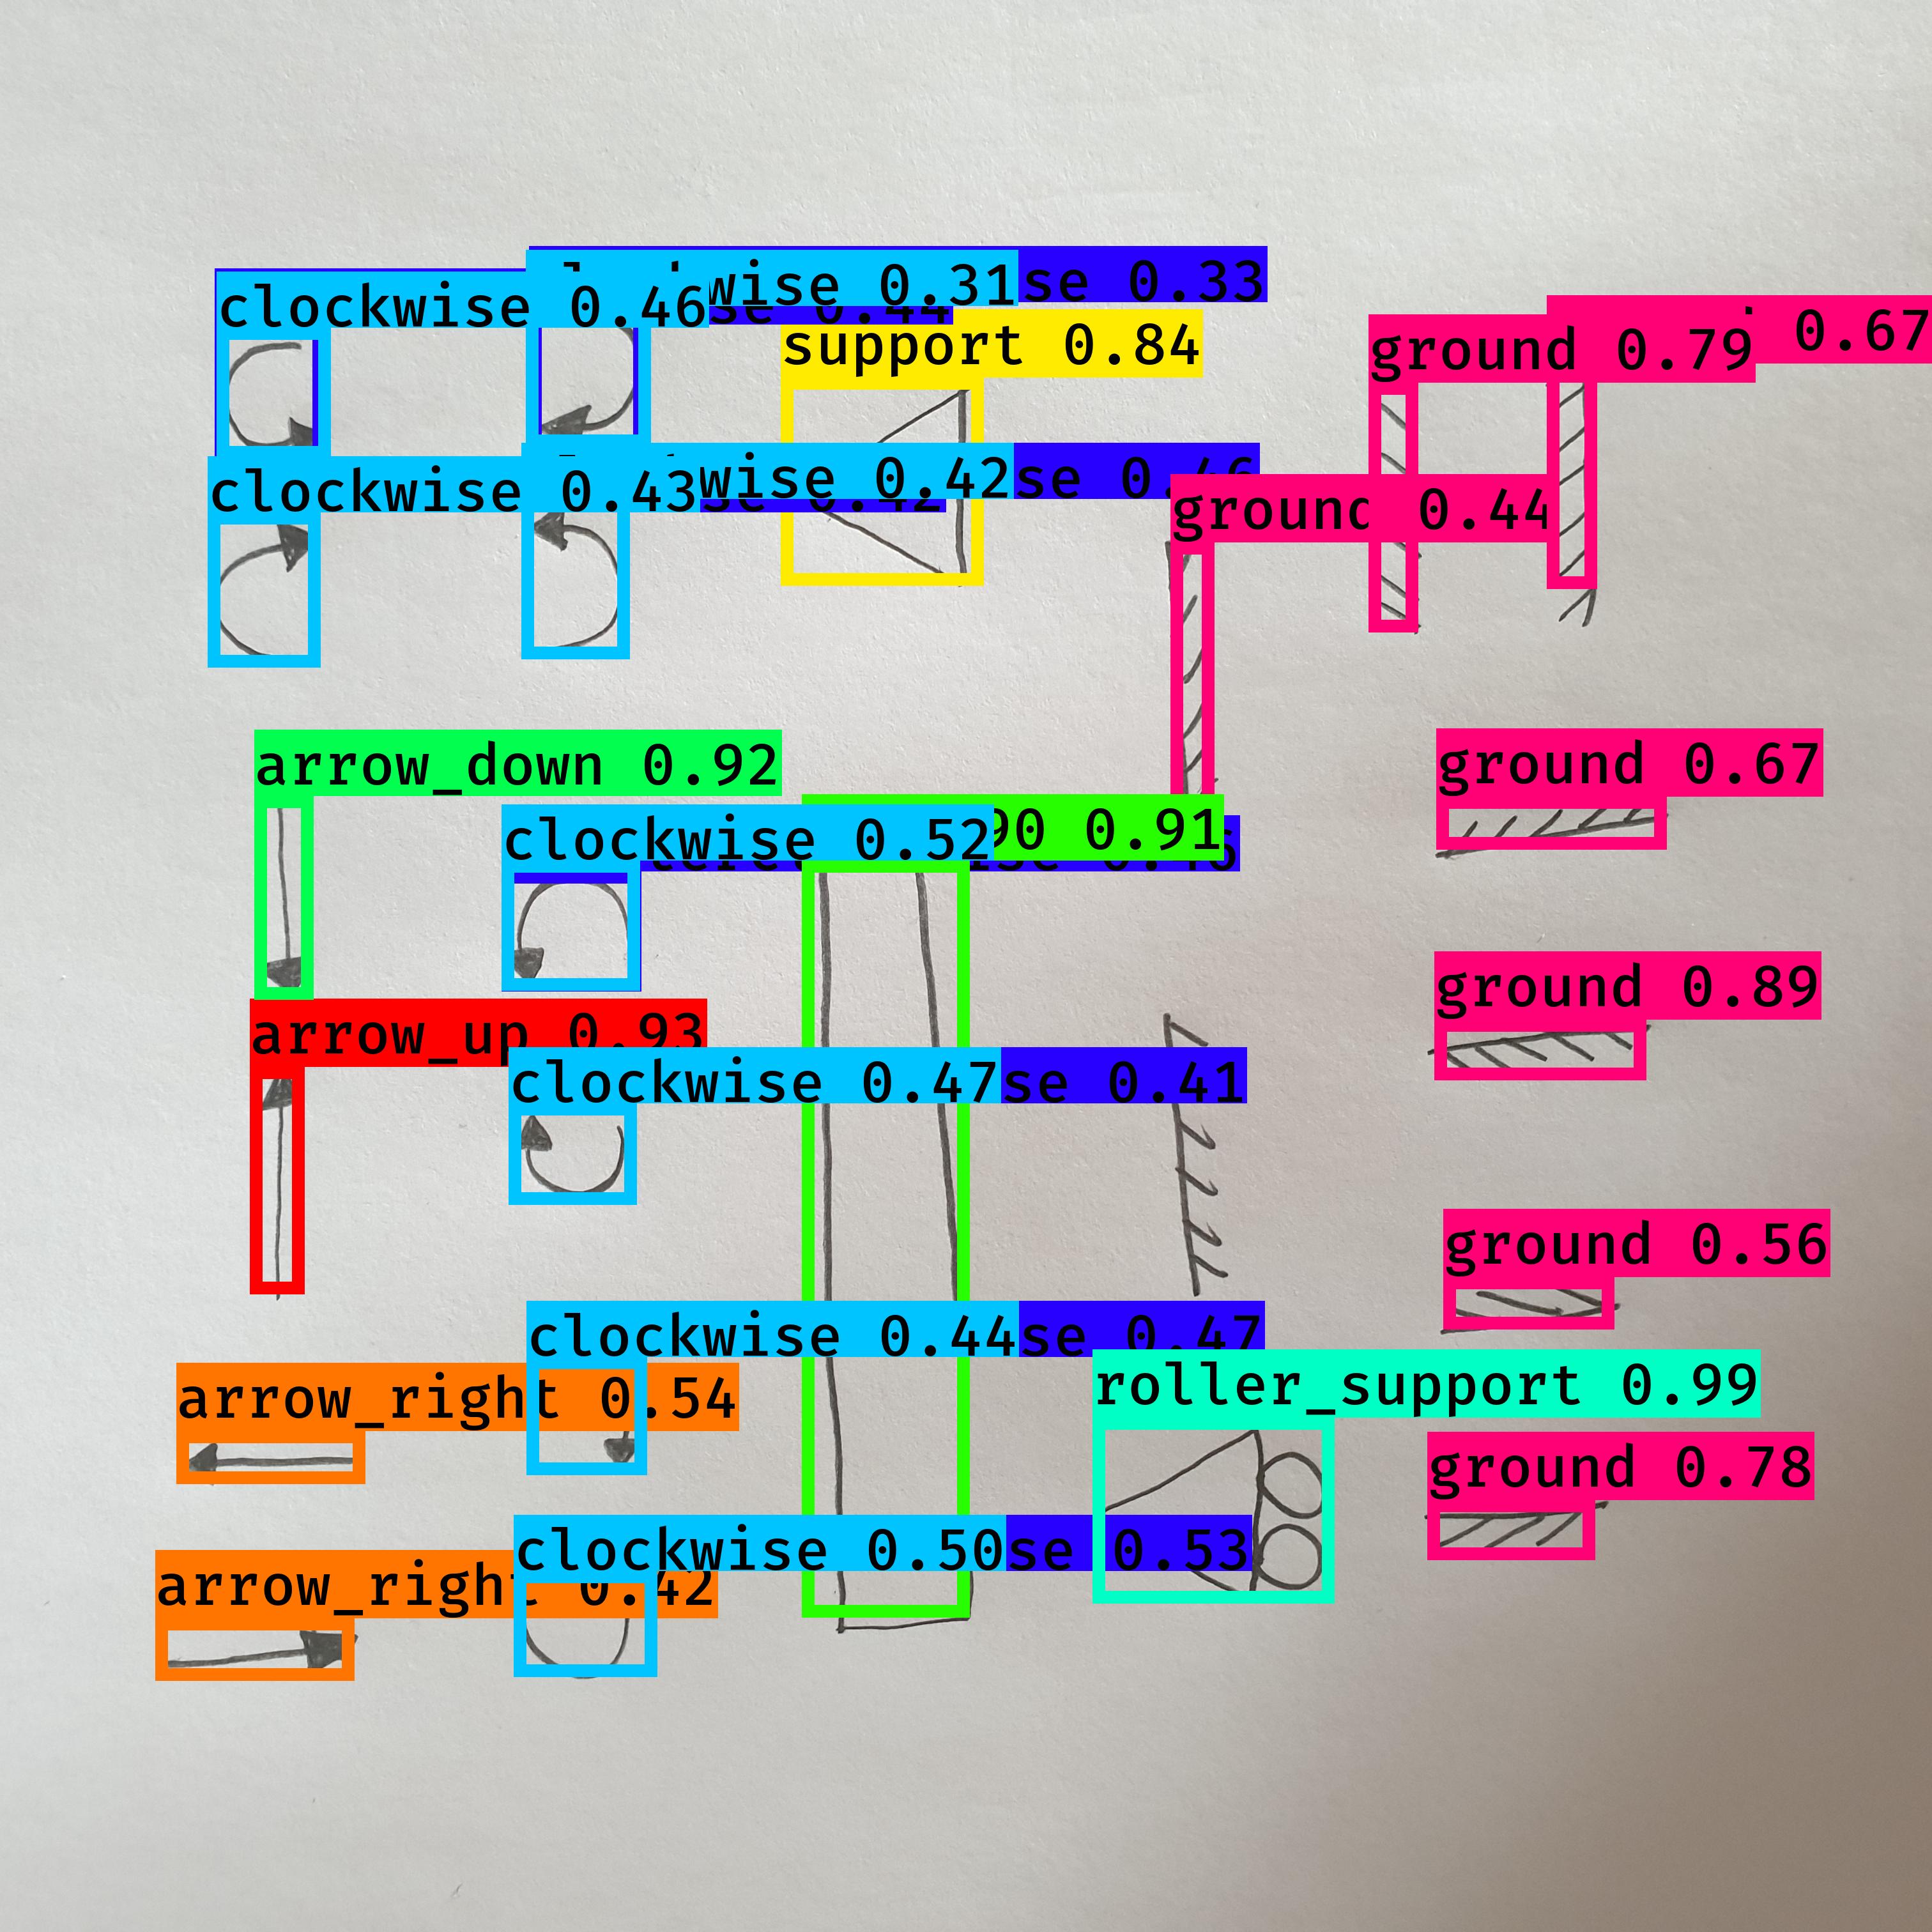 se 0.33
wise 0.31
clockwise 0.46
0.67
support 0.84
ground 0.79
se 0.46
wise 0.42
clockwise 0.43
ground 0.44
arrow_down 0.92
ground 0.67
90 0.91
clockwise 0.52
ground 0.89
arrow_up 0.93
clockwise 0.47
se 0.41
ground 0.56
clockwise 0.44
se 0.47
arrow_right 0.54
roller_support 0.99
ground 0.78
clockwise 0.50
se 0.53
arrow_right 0.42